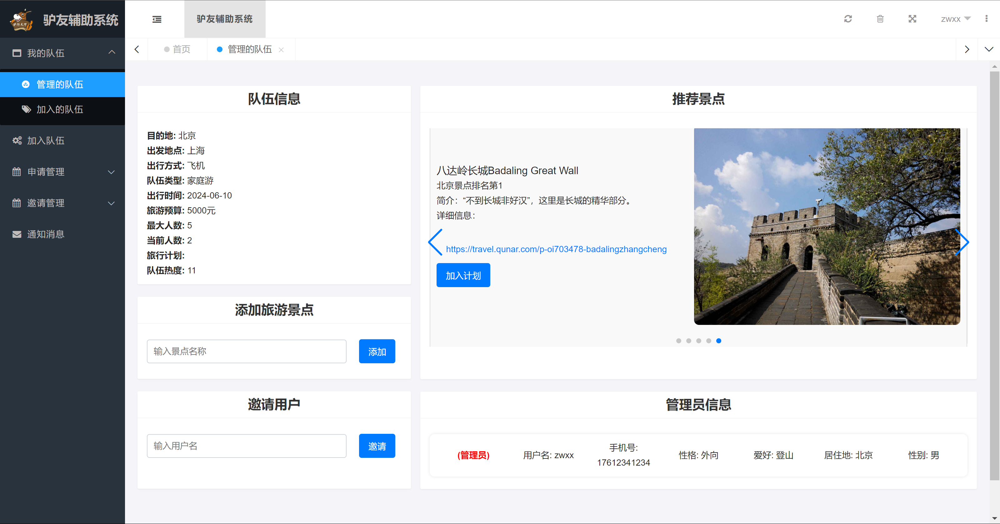 驴行天下
驴友辅助系统
驴友辅助系统
zwxx
我的队伍
管理的队伍
加入的队伍
加入队伍
申请管理
邀请管理
通知消息
首页
管理的队伍
队伍信息
目的地: 北京
出发地点: 上海
出行方式: 飞机
队伍类型: 家庭游
出行时间: 2024-06-10
旅游预算: 5000元
最大人数: 5
当前人数: 2
旅行计划:
队伍热度: 11
推荐景点
八达岭长城Badaling Great Wall
北京景点排名第1
简介：“不到长城非好汉”，这里是长城的精华部分。
详细信息：
https://travel.qunar.com/p-oi703478-badalingzhangcheng
加入计划
添加旅游景点
输入景点名称
添加
邀请用户
输入用户名
邀请
管理员信息
(管理员)
用户名: zwxx
手机号:
17612341234
性格: 外向
爱好: 登山
居住地: 北京
性别: 男